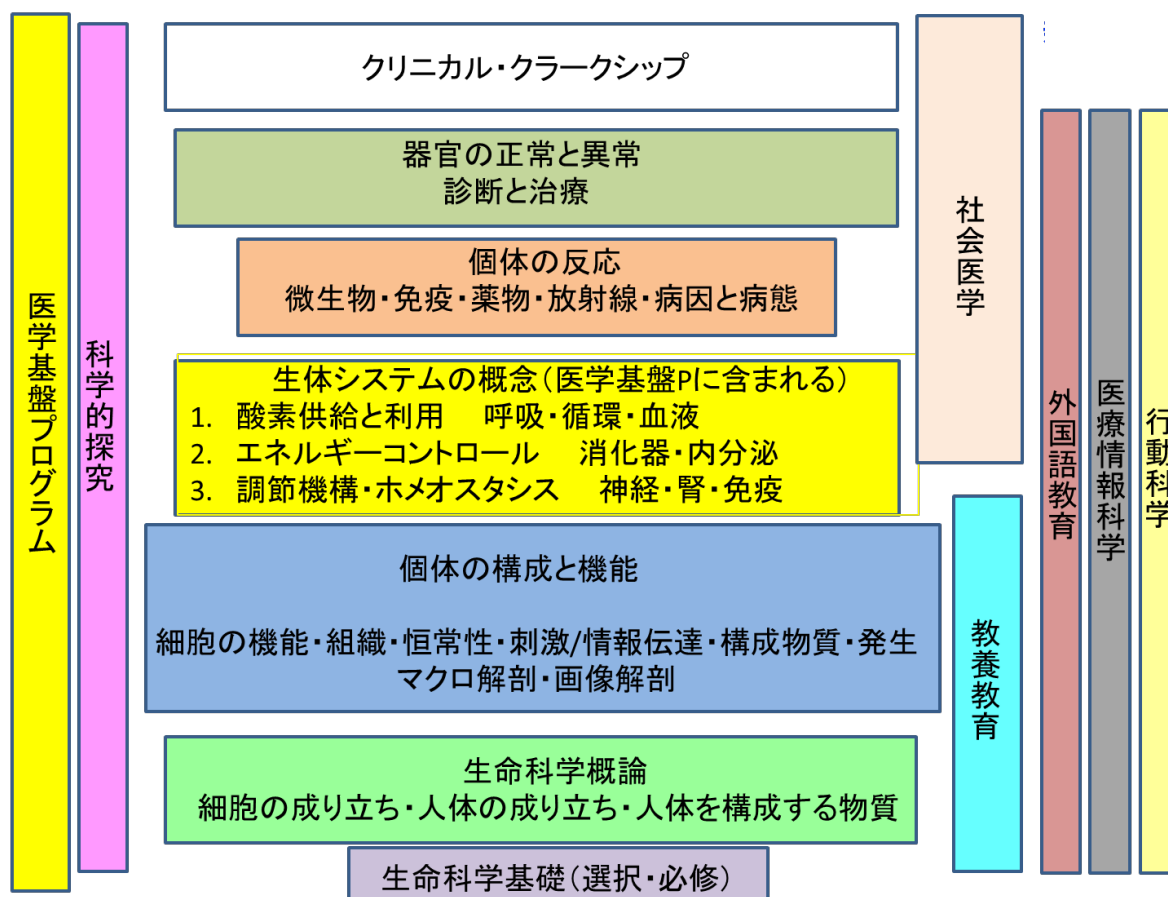 医学基盤プログラム
科学的探究
クリニカル・クラークシップ
器官の正常と異常
診断と治療
個体の反応
微生物・免疫・薬物・放射線・病因と病態
生体システムの概念（医学基盤Pに含まれる）
1. 酸素供給と利用　呼吸・循環・血液
2. エネルギーコントロール　消化器・内分泌
3. 調節機構・ホメオスタシス　神経・腎・免疫
個体の構成と機能
細胞の機能・組織・恒常性・刺激/情報伝達・構成物質・発生
マクロ解剖・画像解剖
生命科学概論
細胞の成り立ち・人体の成り立ち・人体を構成する物質
生命科学基礎（選択・必修）
社会医学
教養教育
外国語教育
医療情報科学
行動科学